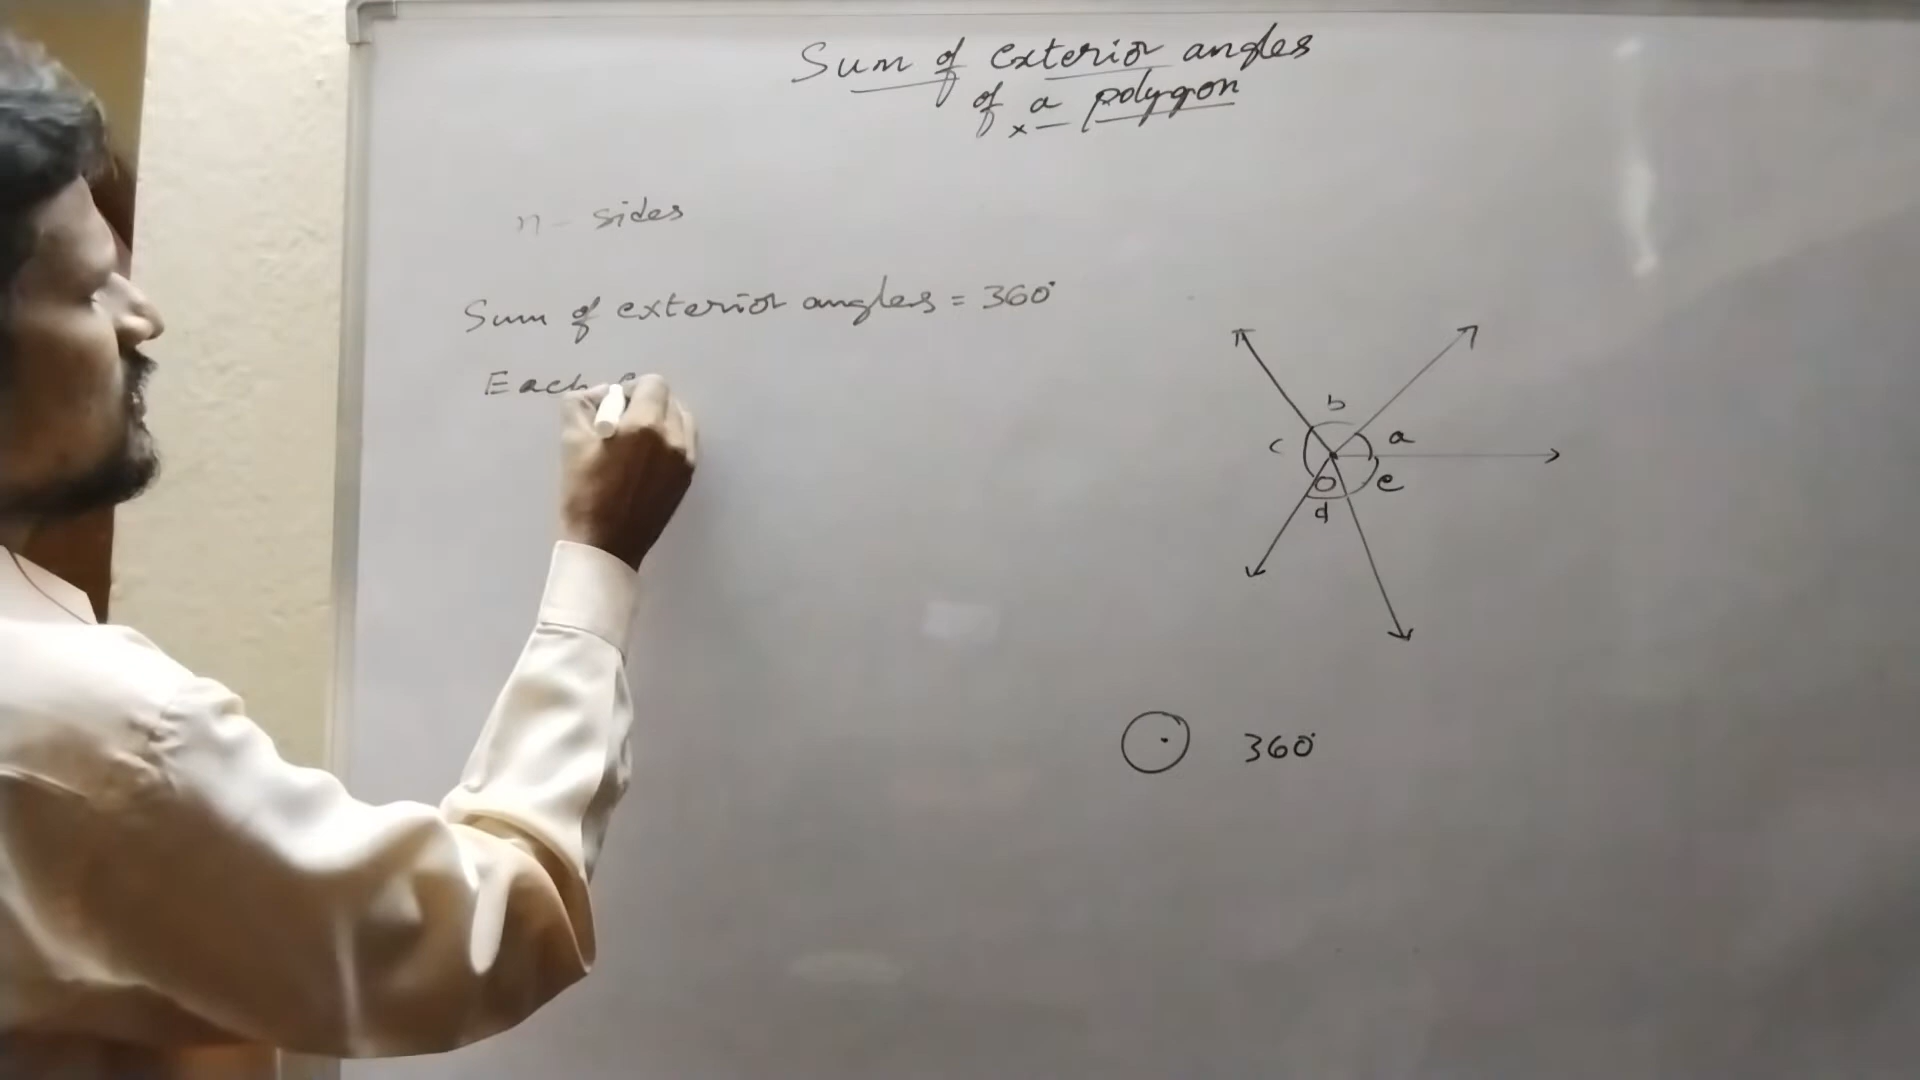 Sum of exterior angles
of a polygon
n - sides
Sum of exterior angles = 360°
Each
b
c
a
O
e
d
360°